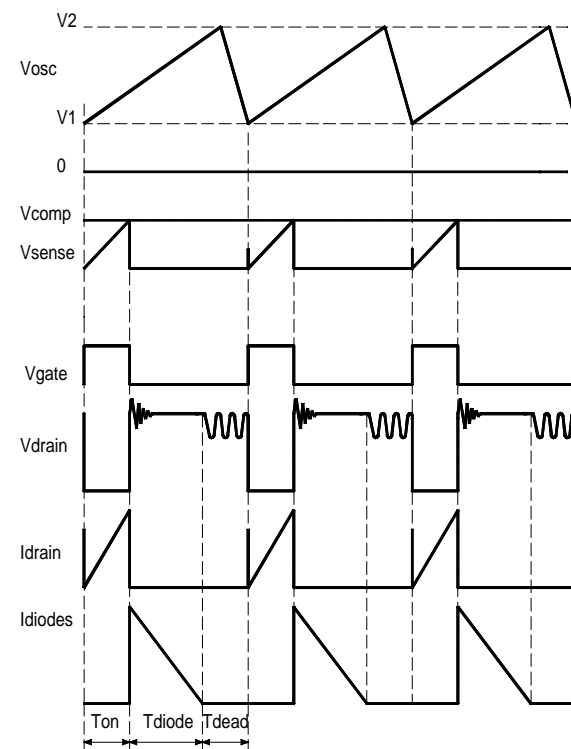 V2
Vosc
V1
0
Vcomp
Vsense
Vgate
Vdrain
Idrain
Idiodes
Ton Tdiode Tdead